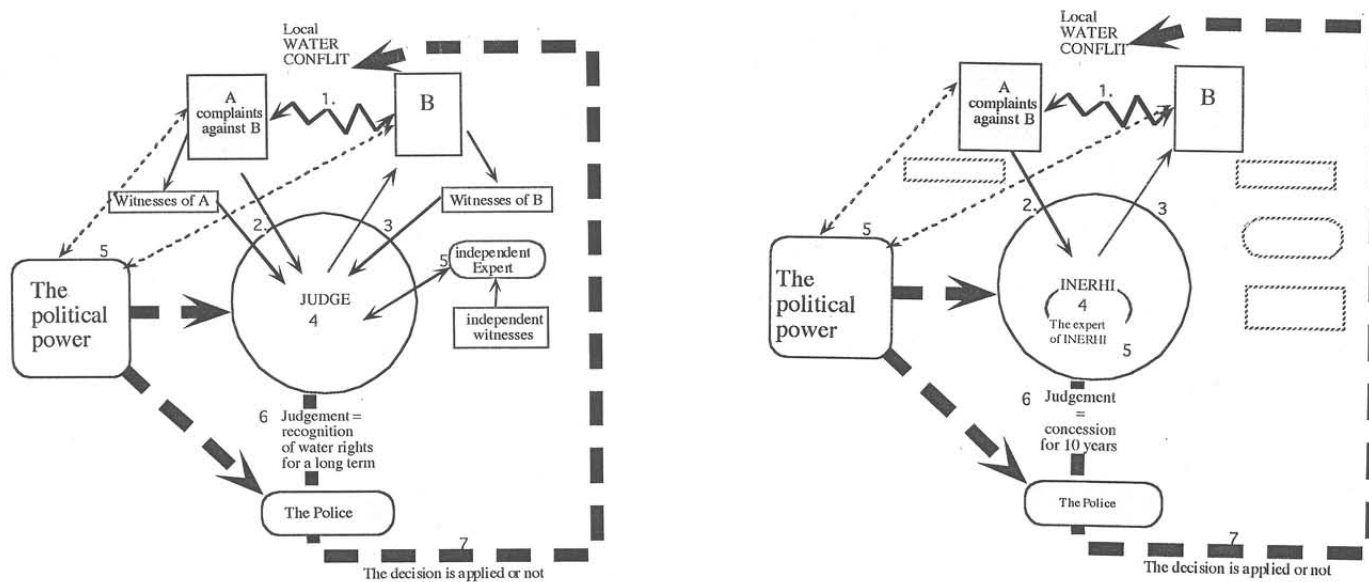 Local
WATER
CONFLIT
A
complaints
against B
1.
B
Witnesses of A
Witnesses of B
2.
3
5
5
independent
Expert
The
political
power
JUDGE
4
independent
witnesses
6 Judgement =
recognition
of water rights
for a long term
The Police
7
The decision is applied or not
Local
WATER
CONFLIT
A
complaints
against B
1.
B
2.
3
5
The
political
power
INERHI
4
The expert
of INERHI
5
6 Judgement
=
concession
for 10 years
The Police
7
The decision is applied or not